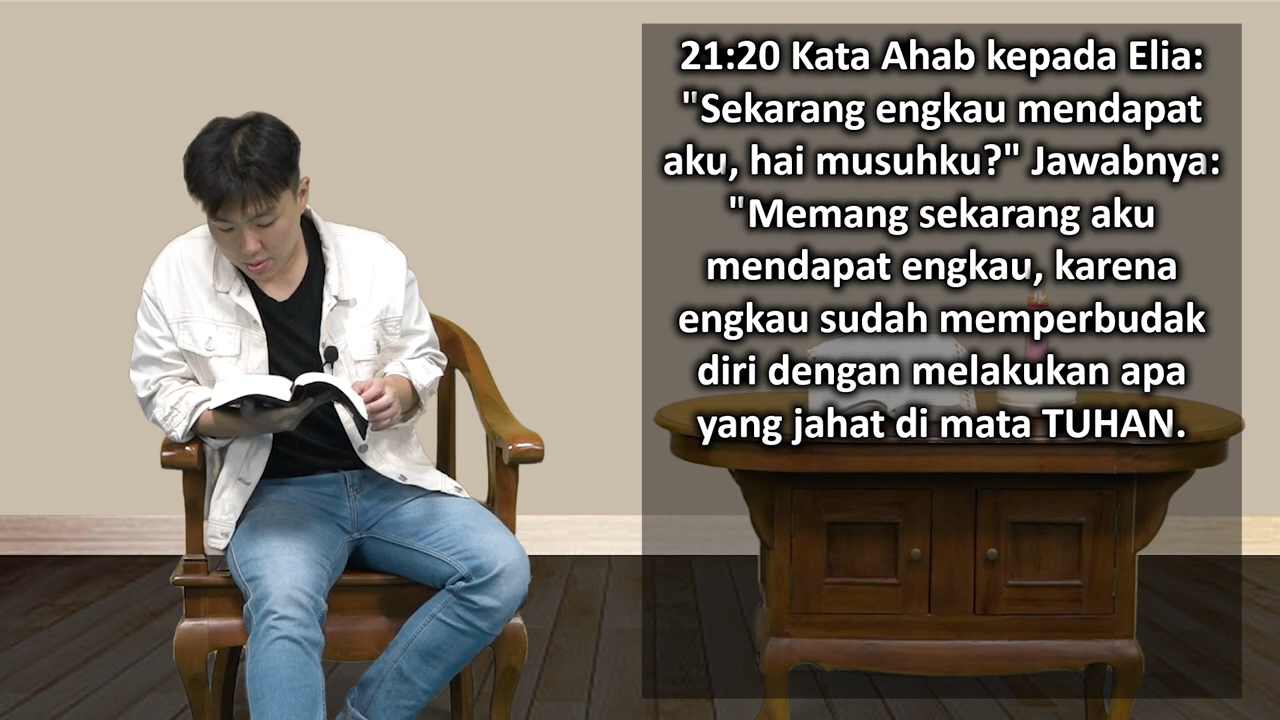 21:20 Kata Ahab kepada Elia:
"Sekarang engkau mendapat
aku, hai musuhku?" Jawabnya:
"Memang sekarang aku
mendapat engkau, karena
engkau sudah memperbudak
diri dengan melakukan apa
yang jahat di mata TUHAN.